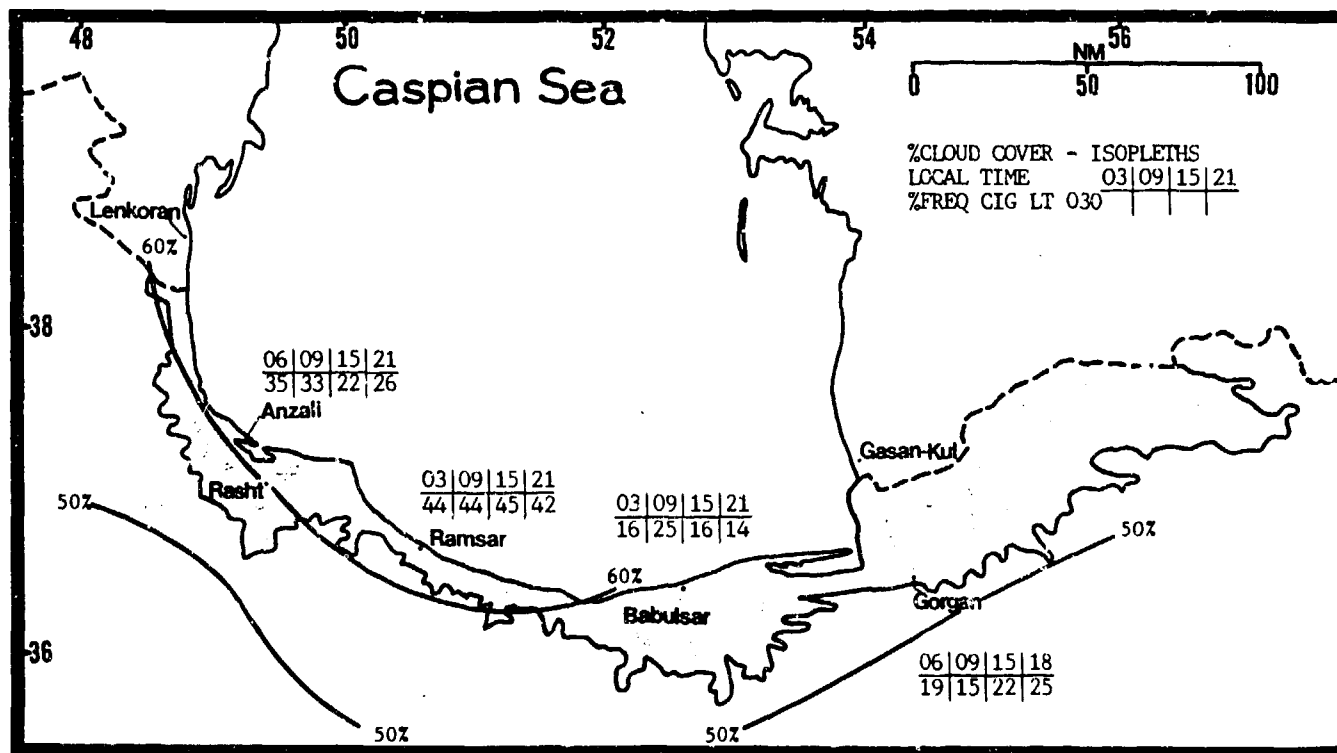 48 50 52 54 56
Caspian Sea
NM
0 50 100
%CLOUD COVER - ISOPLETHS
LOCAL TIME 03|09|15|21
%FREQ CIG LT 030
Lenkoran
60%
38
06|09|15|21
35|33|22|26
Anzali
Gasan-Kul
Rasht
50%
03|09|15|21
44|44|45|42
Ramsar
03|09|15|21
16|25|16|14
50%
60%
Babulsar
Gorgan
36
06|09|15|18
19|15|22|25
50%
50%